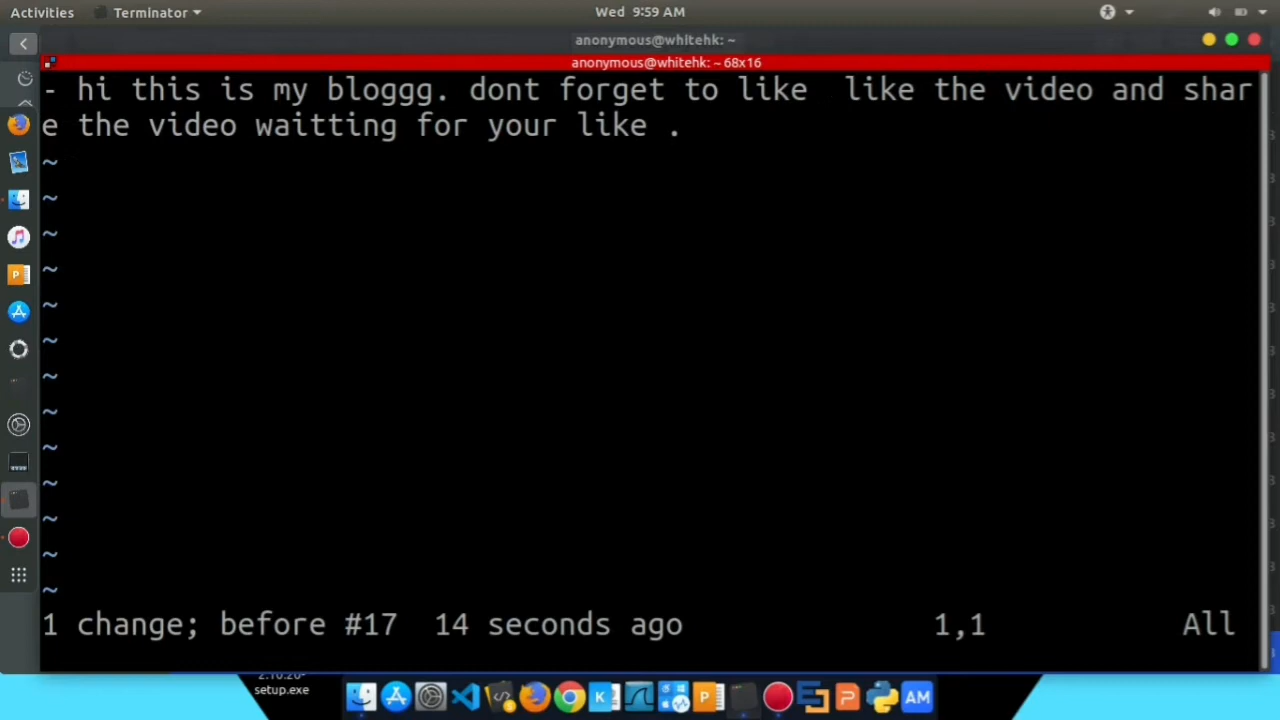 Activities Terminator Wed 9:59 AM
anonymous@whitehk: ~
anonymous@whitehk: ~ 68x16
- hi this is my bloggg. dont forget to like  like the video and shar
e the video waitting for your like .
~
~
~
~
~
~
~
~
~
~
~
~
~
1 change; before #17  14 seconds ago 1,1 All
setup.exe
K P P AM